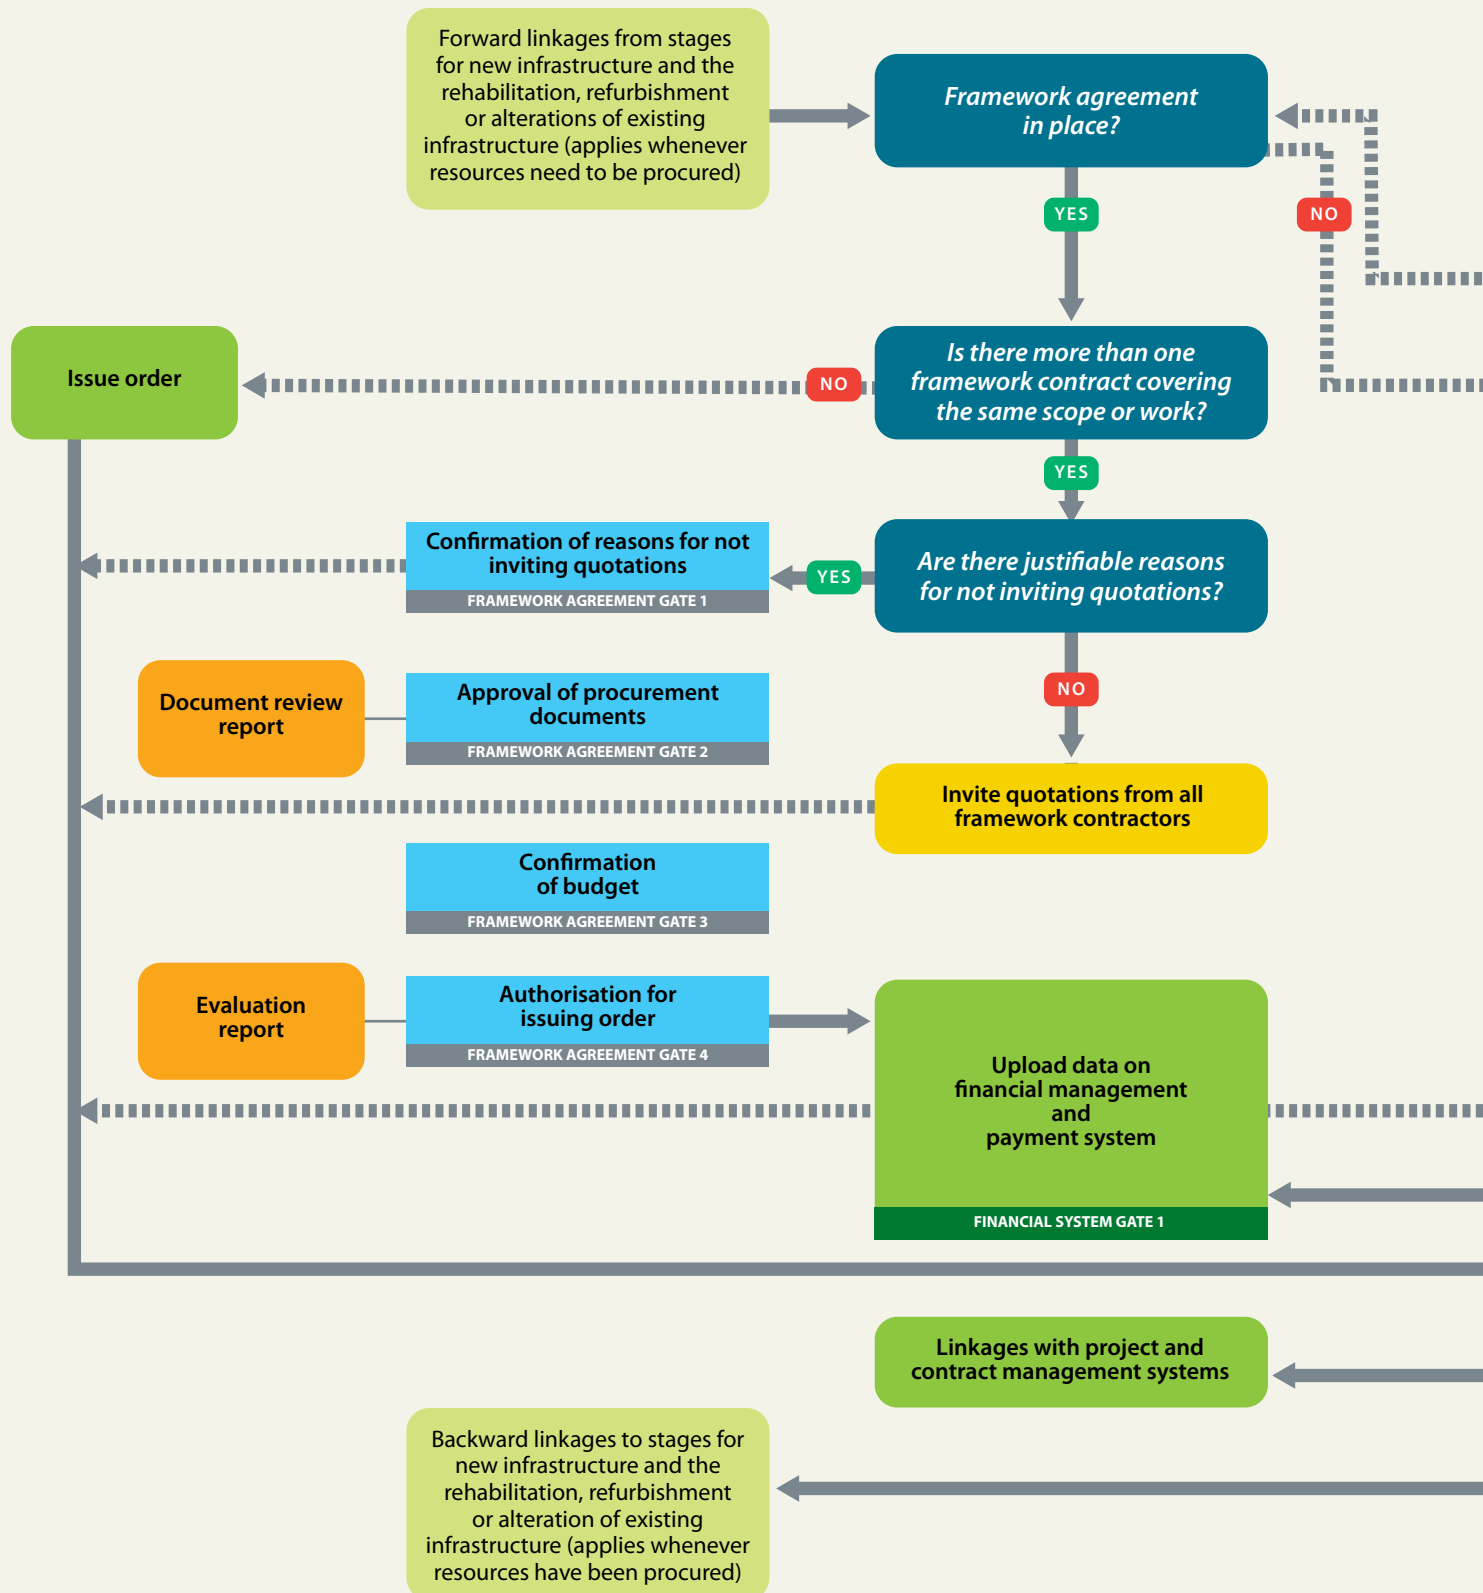 Forward linkages from stages
for new infrastructure and the
rehabilitation, refurbishment
or alterations of existing
infrastructure (applies whenever
resources need to be procured)
Framework agreement
in place?
YES
NO
Issue order
NO
Is there more than one
framework contract covering
the same scope or work?
YES
Confirmation of reasons for not
inviting quotations
FRAMEWORK AGREEMENT GATE 1
YES
Are there justifiable reasons
for not inviting quotations?
NO
Document review
report
Approval of procurement
documents
FRAMEWORK AGREEMENT GATE 2
Invite quotations from all
framework contractors
Confirmation
of budget
FRAMEWORK AGREEMENT GATE 3
Evaluation
report
Authorisation for
issuing order
FRAMEWORK AGREEMENT GATE 4
Upload data on
financial management
and
payment system
FINANCIAL SYSTEM GATE 1
Linkages with project and
contract management systems
Backward linkages to stages for
new infrastructure and the
rehabilitation, refurbishment
or alteration of existing
infrastructure (applies whenever
resources have been procured)